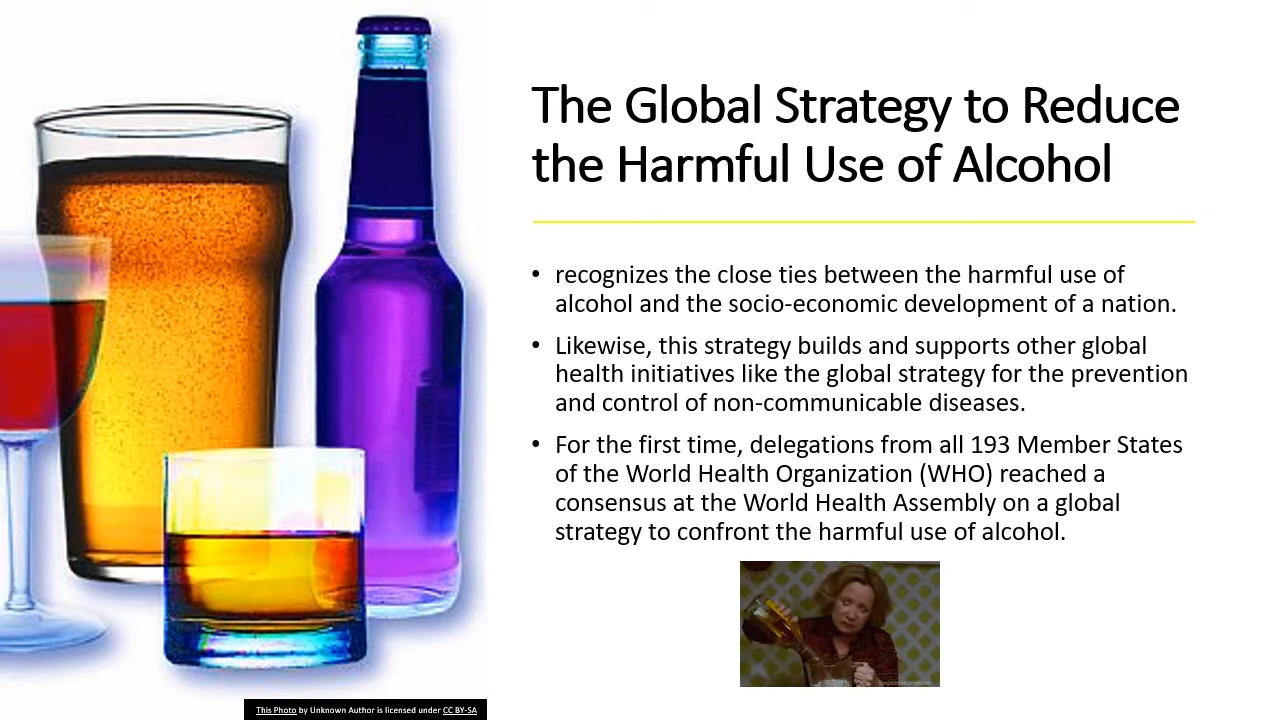 The Global Strategy to Reduce
the Harmful Use of Alcohol
• recognizes the close ties between the harmful use of
alcohol and the socio-economic development of a nation.
• Likewise, this strategy builds and supports other global
health initiatives like the global strategy for the prevention
and control of non-communicable diseases.
• For the first time, delegations from all 193 Member States
of the World Health Organization (WHO) reached a
consensus at the World Health Assembly on a global
strategy to confront the harmful use of alcohol.
This Photo by Unknown Author is licensed under CC BY-SA